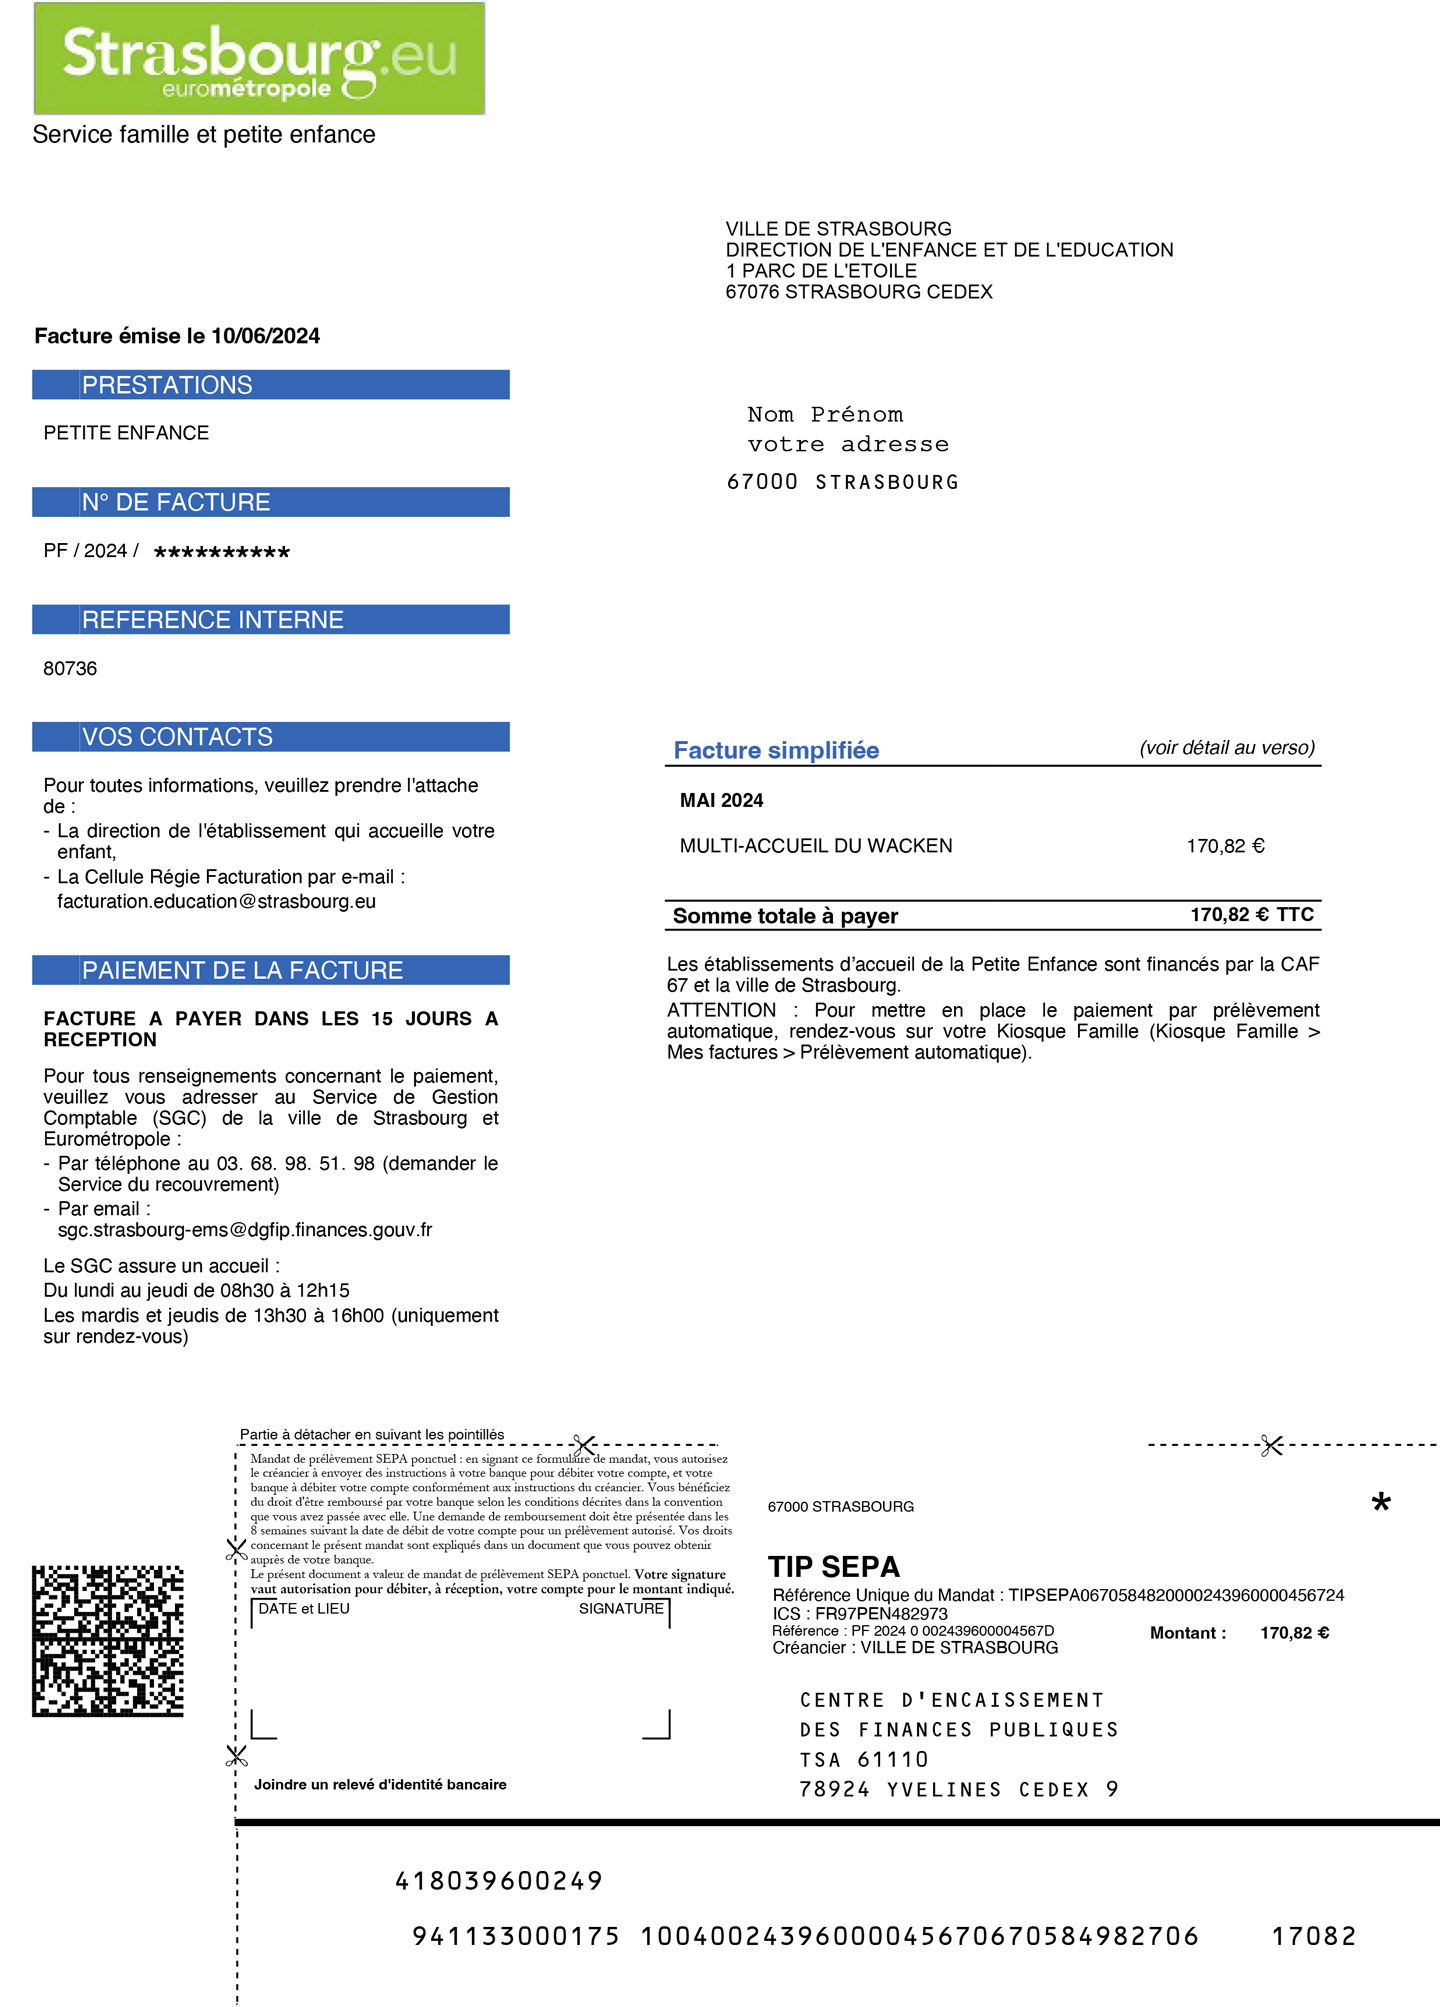 Strasbourg.eu
eurométropole
Service famille et petite enfance
VILLE DE STRASBOURG
DIRECTION DE L'ENFANCE ET DE L'EDUCATION
1 PARC DE L'ETOILE
67076 STRASBOURG CEDEX
Facture émise le 10/06/2024
PRESTATIONS
PETITE ENFANCE
Nom Prénom
votre adresse
67000 STRASBOURG
N° DE FACTURE
PF / 2024 / **********
REFERENCE INTERNE
80736
VOS CONTACTS
Pour toutes informations, veuillez prendre l'attache
de :
- La direction de l'établissement qui accueille votre
enfant,
- La Cellule Régie Facturation par e-mail :
facturation.education@strasbourg.eu
PAIEMENT DE LA FACTURE
FACTURE A PAYER DANS LES 15 JOURS A
RECEPTION
Pour tous renseignements concernant le paiement,
veuillez vous adresser au Service de Gestion
Comptable (SGC) de la ville de Strasbourg et
Eurométropole :
- Par téléphone au 03. 68. 98. 51. 98 (demander le
Service du recouvrement)
- Par email :
sgc.strasbourg-ems@dgfip.finances.gouv.fr
Le SGC assure un accueil :
Du lundi au jeudi de 08h30 à 12h15
Les mardis et jeudis de 13h30 à 16h00 (uniquement
sur rendez-vous)
Facture simplifiée (voir détail au verso)
MAI 2024
MULTI-ACCUEIL DU WACKEN 170,82 €
Somme totale à payer 170,82 € TTC
Les établissements d'accueil de la Petite Enfance sont financés par la CAF
67 et la ville de Strasbourg.
ATTENTION : Pour mettre en place le paiement par prélèvement
automatique, rendez-vous sur votre Kiosque Famille (Kiosque Famille >
Mes factures > Prélèvement automatique).
Partie à détacher en suivant les pointillés
Mandat de prélèvement SEPA ponctuel : en signant ce formulaire de mandat, vous autorisez
le créancier à envoyer des instructions à votre banque pour débiter votre compte, et votre
banque à débiter votre compte conformément aux instructions du créancier. Vous bénéficiez
du droit d'être remboursé par votre banque selon les conditions décrites dans la convention
que vous avez passée avec elle. Une demande de remboursement doit être présentée dans les
8 semaines suivant la date de débit de votre compte pour un prélèvement autorisé. Vos droits
concernant le présent mandat sont expliqués dans un document que vous pouvez obtenir
auprès de votre banque.
Le présent document a valeur de mandat de prélèvement SEPA ponctuel. Votre signature
vaut autorisation pour débiter, à réception, votre compte pour le montant indiqué.
DATE et LIEU SIGNATURE
Joindre un relevé d'identité bancaire
67000 STRASBOURG *
TIP SEPA
Référence Unique du Mandat : TIPSEPA067058482000024396000045​6724
ICS : FR97PEN482973
Référence : PF 2024 0 002439600004567D
Créancier : VILLE DE STRASBOURG
Montant : 170,82 €
CENTRE D'ENCAISSEMENT
DES FINANCES PUBLIQUES
TSA 61110
78924 YVELINES CEDEX 9
418039600249
941133000175 100400243960000456706​70584982706 17082